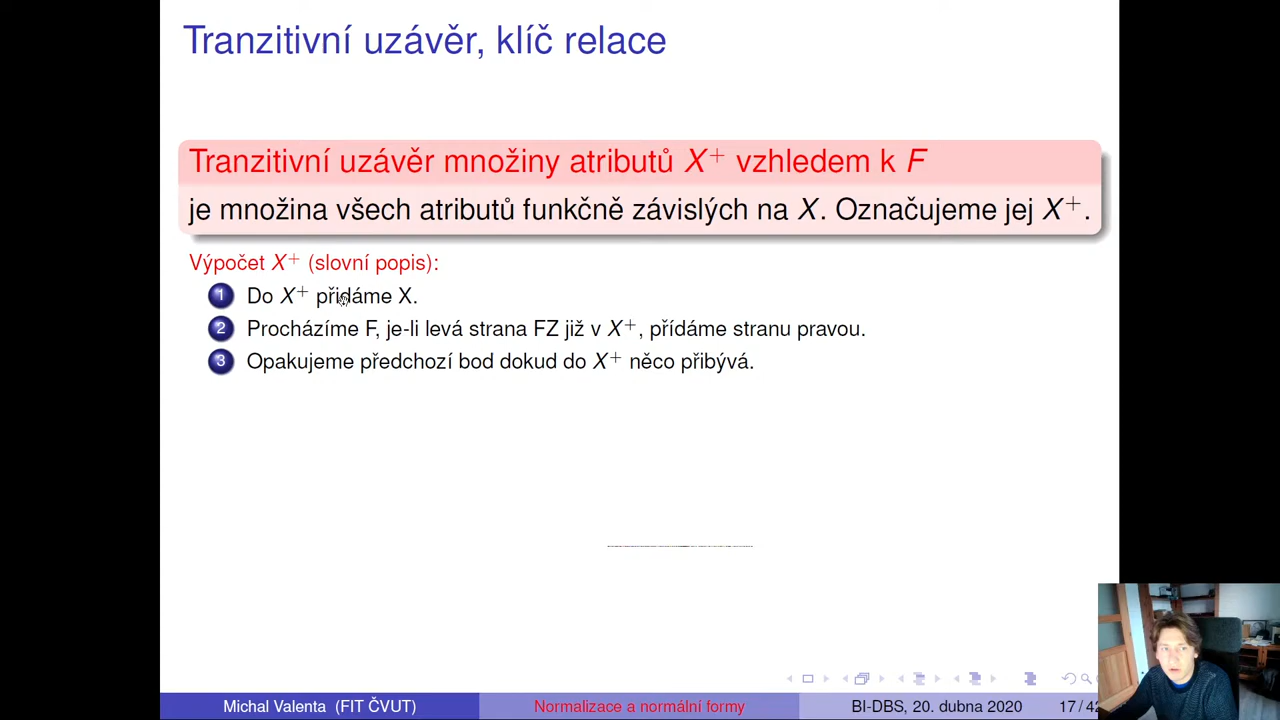 Tranzitivní uzávěr, klíč relace
Tranzitivní uzávěr množiny atributů X⁺ vzhledem k F
je množina všech atributů funkčně závislých na X. Označujeme jej X⁺.
Výpočet X⁺ (slovní popis):
1 Do X⁺ přidáme X.
2 Procházíme F, je-li levá strana FZ již v X⁺, přídáme stranu pravou.
3 Opakujeme předchozí bod dokud do X⁺ něco přibývá.
Michal Valenta (FIT ČVUT) Normalizace a normální formy BI-DBS, 20. dubna 2020 17 / 42